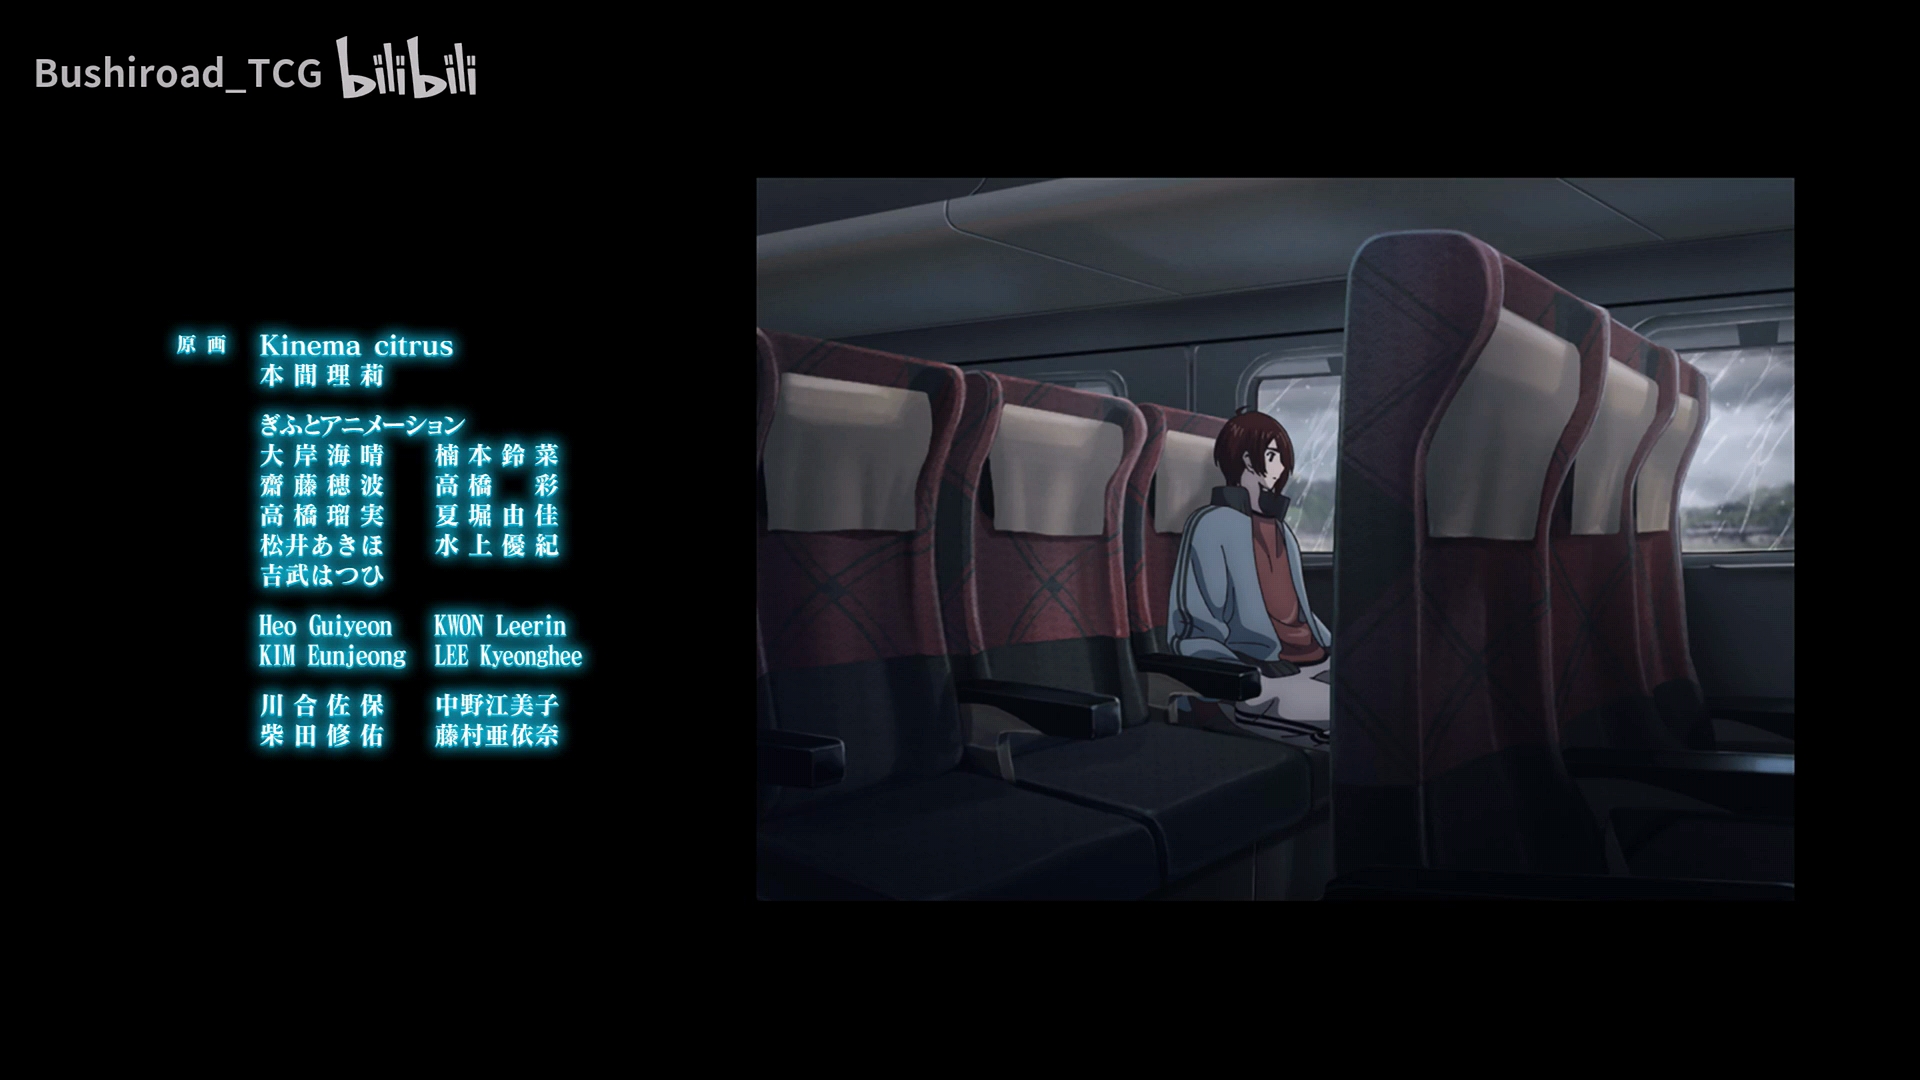 Bushiroad_TCG bilibili
原画 Kinema citrus
本間理莉
ぎふとアニメーション
大岸海晴 楠本鈴菜
齋藤穂波 高橋 彩
高橋瑠実 夏堀由佳
松井あきほ 水上優紀
吉武はつひ
Heo Guiyeon KWON Leerin
KIM Eunjeong LEE Kyeonghee
川合佐保 中野江美子
柴田修佑 藤村亜依奈